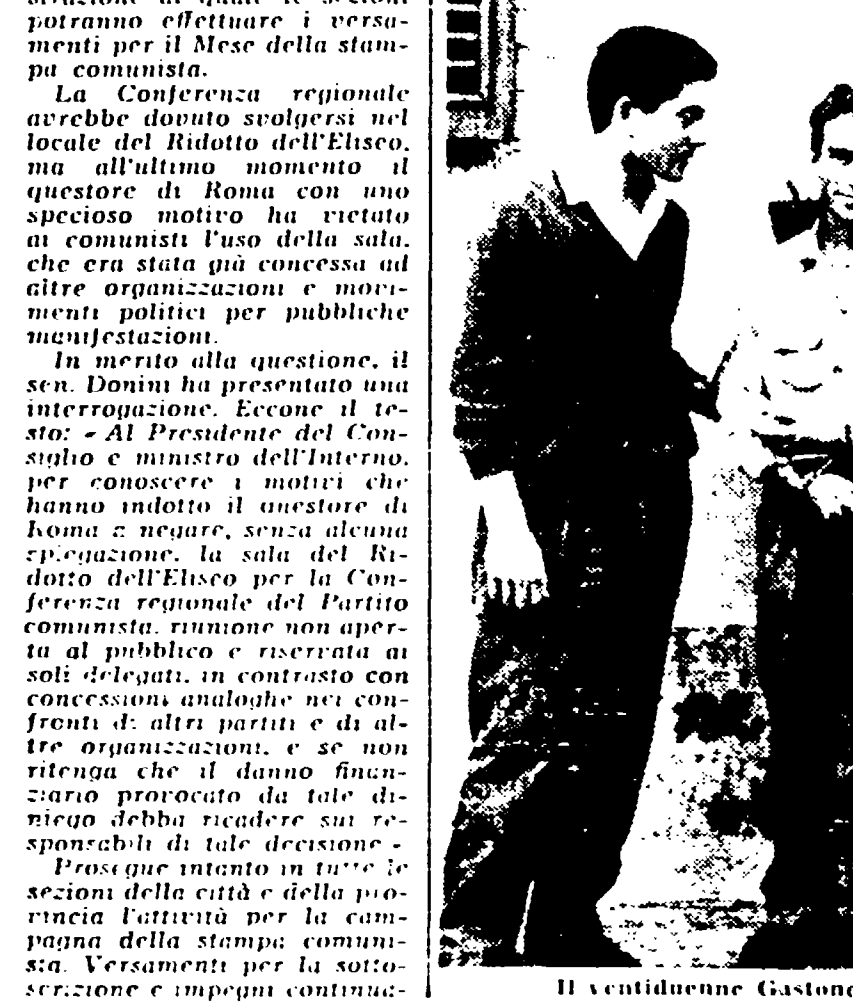 potranno effettuare i versa-
menti per il Mese della stam-
pa comunista.
La Conferenza regionale
avrebbe dovuto svolgersi nel
locale del Ridotto dell'Eliseo,
ma all'ultimo momento il
questore di Roma con uno
specioso motivo ha vietato
ai comunisti l'uso della sala,
che era stata già concessa ad
altre organizzazioni e movi-
menti politici per pubbliche
manifestazioni.
In merito alla questione, il
sen. Donini ha presentato una
interrogazione. Eccone il te-
sto: « Al Presidente del Con-
siglio e ministro dell'Interno,
per conoscere i motivi che
hanno indotto il questore di
Roma a negare, senza alcuna
spiegazione, la sala del Ri-
dotto dell'Eliseo per la Con-
ferenza regionale del Partito
comunista, riunione non aper-
ta al pubblico e riservata ai
soli delegati, in contrasto con
concessioni analoghe nei con-
fronti di altri partiti e di al-
tre organizzazioni, e se non
ritenga che il danno finan-
ziario provocato da tale di-
niego debba ricadere sui re-
sponsabili di tale decisione »
Prosegue intanto in tutte le
sezioni della città e della pro-
vincia l'attività per la cam-
pagna della stampa comuni-
sta. Versamenti per la sotto-
scrizione e impegni continua-
Il ventiduenne Gastone